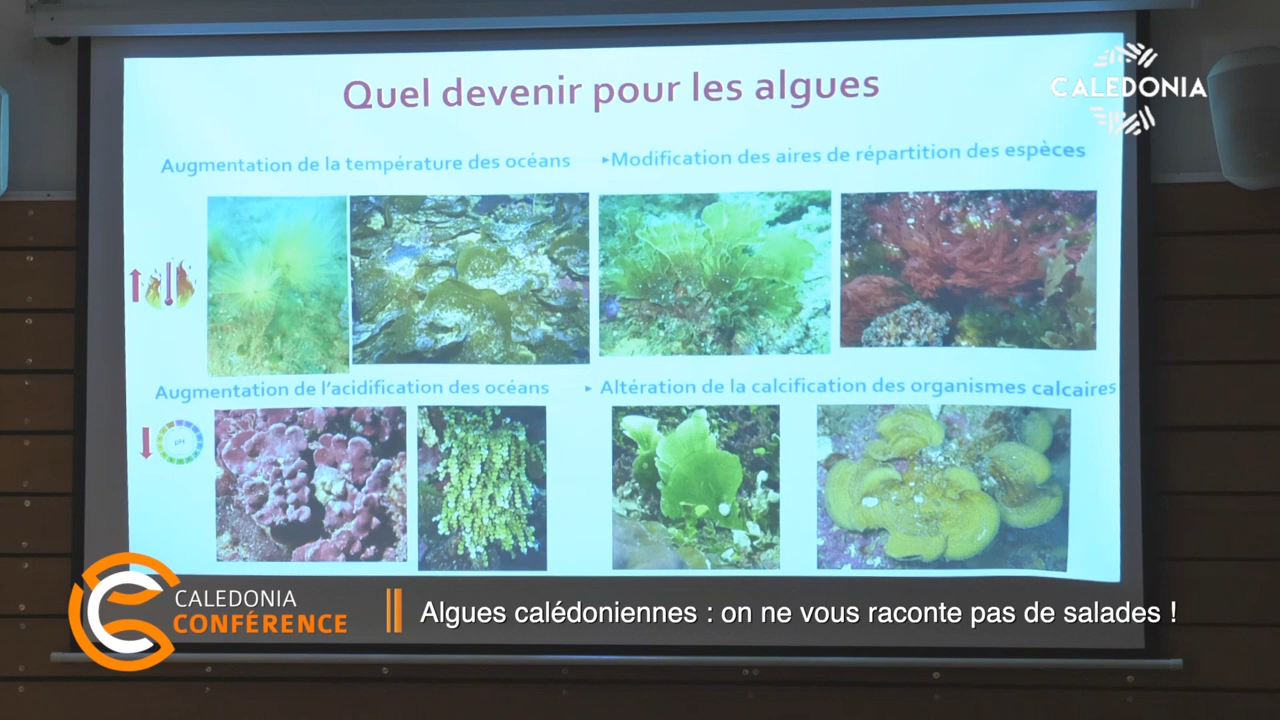 Quel devenir pour les algues
CALEDONIA
Augmentation de la température des océans
Modification des aires de répartition des espèces
Augmentation de l'acidification des océans
Altération de la calcification des organismes calcaires
pH
CALEDONIA
CONFÉRENCE
Algues calédoniennes : on ne vous raconte pas de salades !